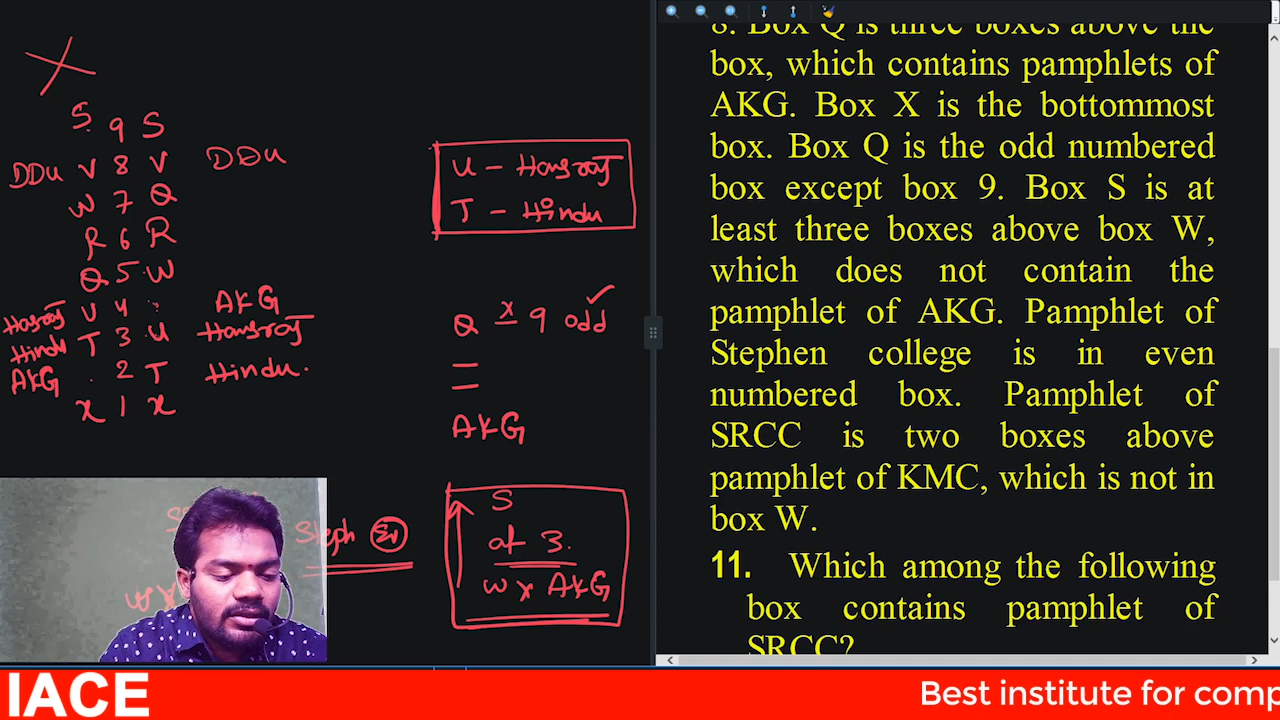 S 9 S
DDU V 8 V DDU
W 7 Q
R 6 R
Q 5 W
Hansraj U 4 AKG
Hindu T 3 U Hansraj
AKG . 2 T Hindu.
X 1 X
U - Hansraj
T - Hindu
Q x 9 odd ✓
AKG
Steph
S
at 3.
W x AKG
8. Box Q is three boxes above the
box, which contains pamphlets of
AKG. Box X is the bottommost
box. Box Q is the odd numbered
box except box 9. Box S is at
least three boxes above box W,
which does not contain the
pamphlet of AKG. Pamphlet of
Stephen college is in even
numbered box. Pamphlet of
SRCC is two boxes above
pamphlet of KMC, which is not in
box W.
11. Which among the following
box contains pamphlet of
SRCC?
IACE
Best institute for comp